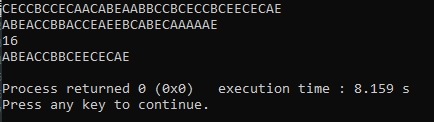 CECCBCCECAACABEAABBCCBCECCBCEECECAE
ABEACCBBACCEAEEBCABECAAAAAE
16
ABEACCBBCEECECAE

Process returned 0 (0x0)   execution time : 8.159 s
Press any key to continue.